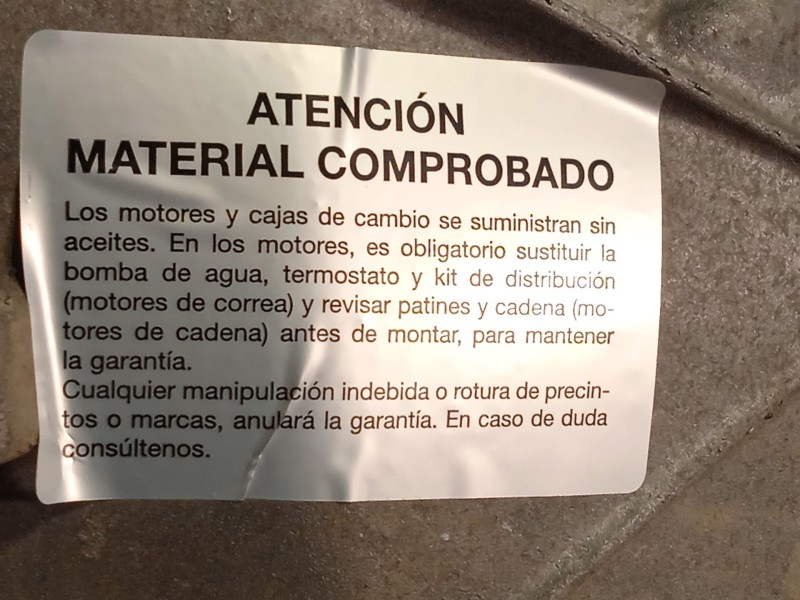 ATENCIÓN
MATERIAL COMPROBADO
Los motores y cajas de cambio se suministran sin
aceites. En los motores, es obligatorio sustituir la
bomba de agua, termostato y kit de distribución
(motores de correa) y revisar patines y cadena (mo-
tores de cadena) antes de montar, para mantener
la garantía.
Cualquier manipulación indebida o rotura de precin-
tos o marcas, anulará la garantía. En caso de duda
consúltenos.